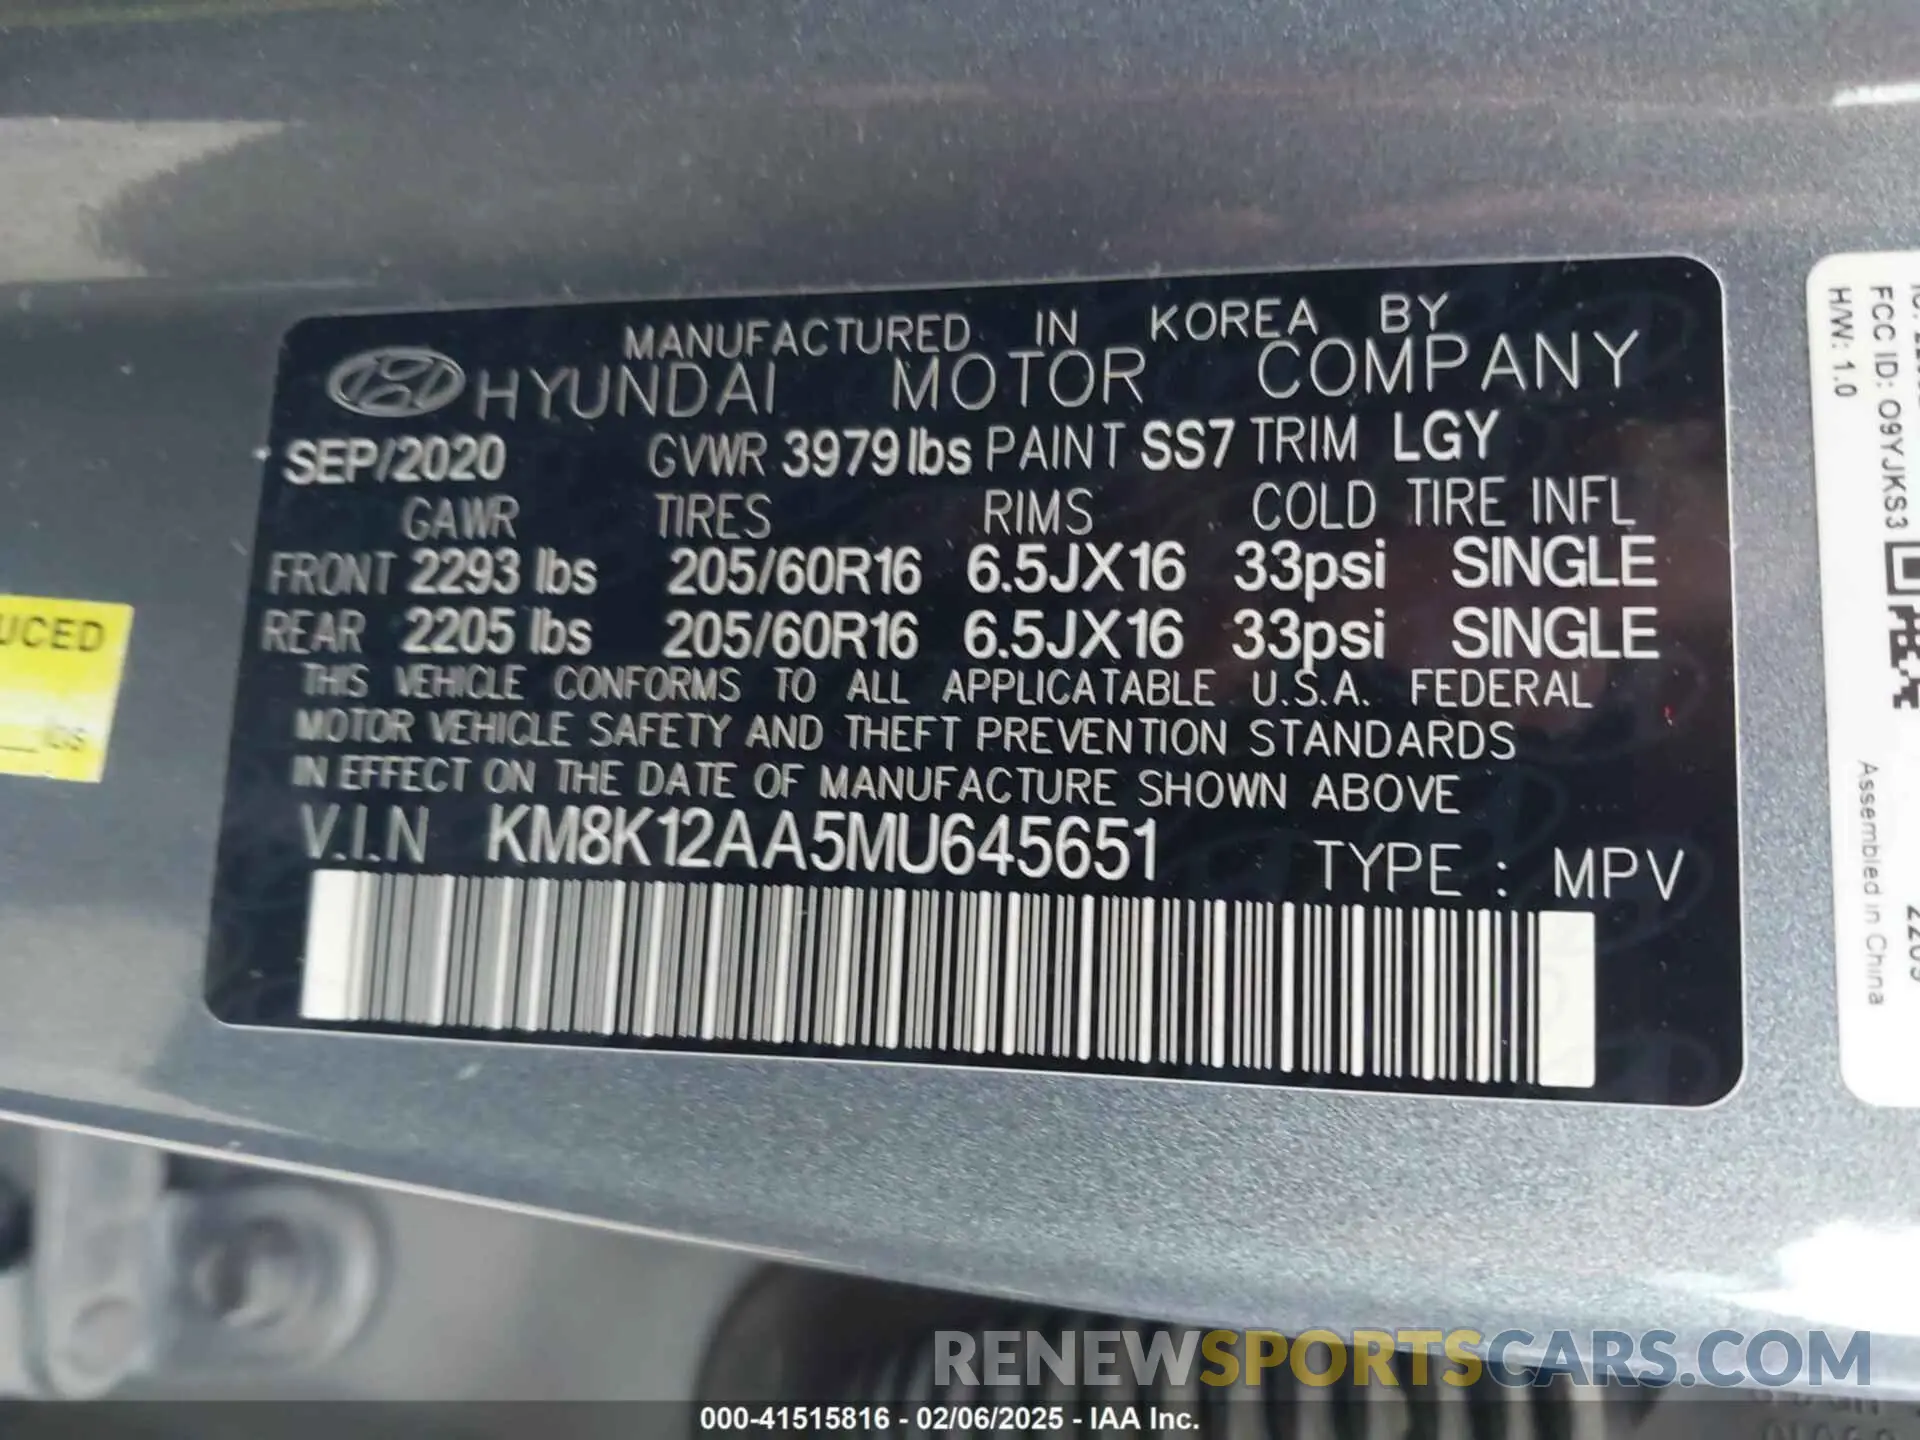 MANUFACTURED IN KOREA BY
HYUNDAI MOTOR COMPANY
SEP/2020 GVWR 3979lbs PAINT SS7 TRIM LGY
GAWR TIRES RIMS COLD TIRE INFL
FRONT 2293 lbs 205/60R16 6.5JX16 33psi SINGLE
REAR 2205 lbs 205/60R16 6.5JX16 33psi SINGLE
THIS VEHICLE CONFORMS TO ALL APPLICATABLE U.S.A. FEDERAL
MOTOR VEHICLE SAFETY AND THEFT PREVENTION STANDARDS
IN EFFECT ON THE DATE OF MANUFACTURE SHOWN ABOVE
V.I.N KM8K12AA5MU645651
TYPE : MPV
UCED
lbs
FCC ID: O9YJKS3
H/W: 1.0
Assembled in China
RENEWSPORTSCARS.COM
000-41515816 - 02/06/2025 - IAA Inc.